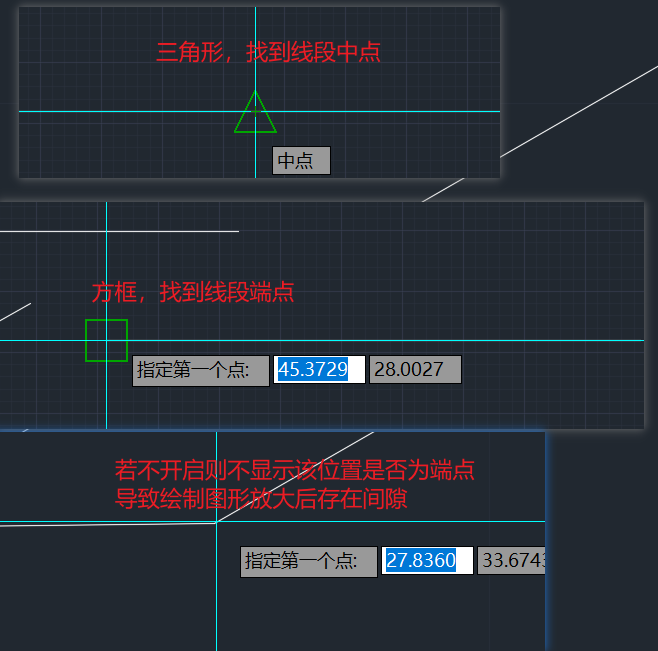 三角形，找到线段中点
中点
方框，找到线段端点
指定第一个点: 45.3729 28.0027
若不开启则不显示该位置是否为端点
导致绘制图形放大后存在间隙
指定第一个点: 27.8360 33.6743